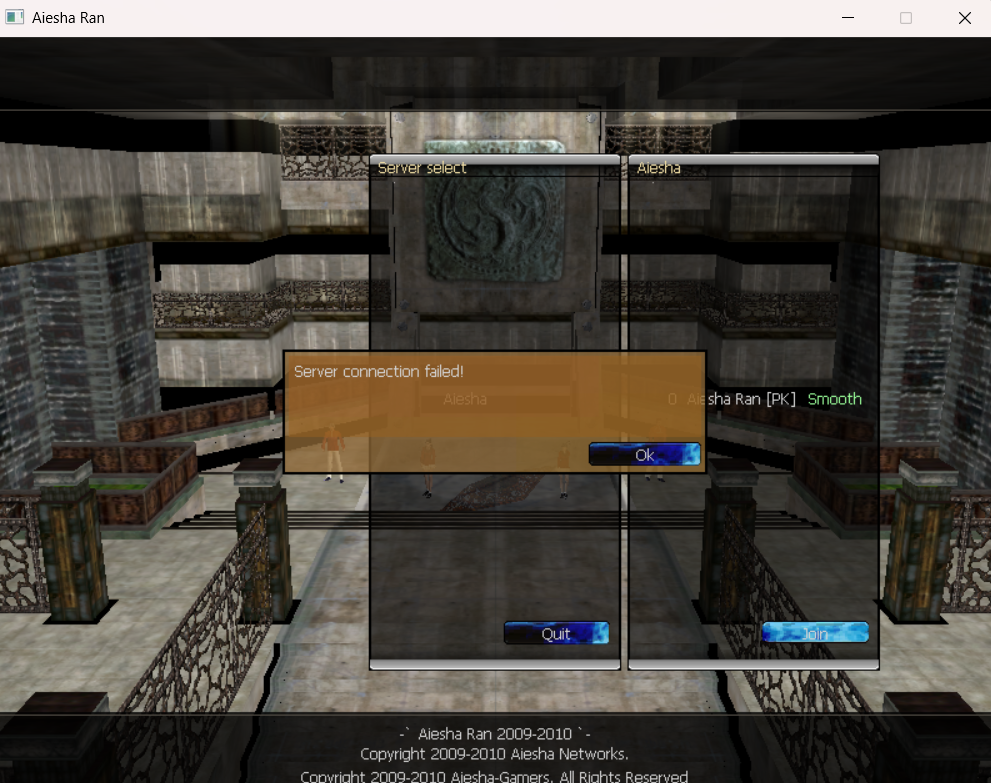 Aiesha Ran
Server select
Aiesha
Server connection failed!
Aiesha
0 Aiesha Ran [PK] Smooth
Ok
Quit
Join
-` Aiesha Ran 2009-2010 `-
Copyright 2009-2010 Aiesha Networks.
Copyright 2009-2010 Aiesha-Gamers. All Rights Reserved